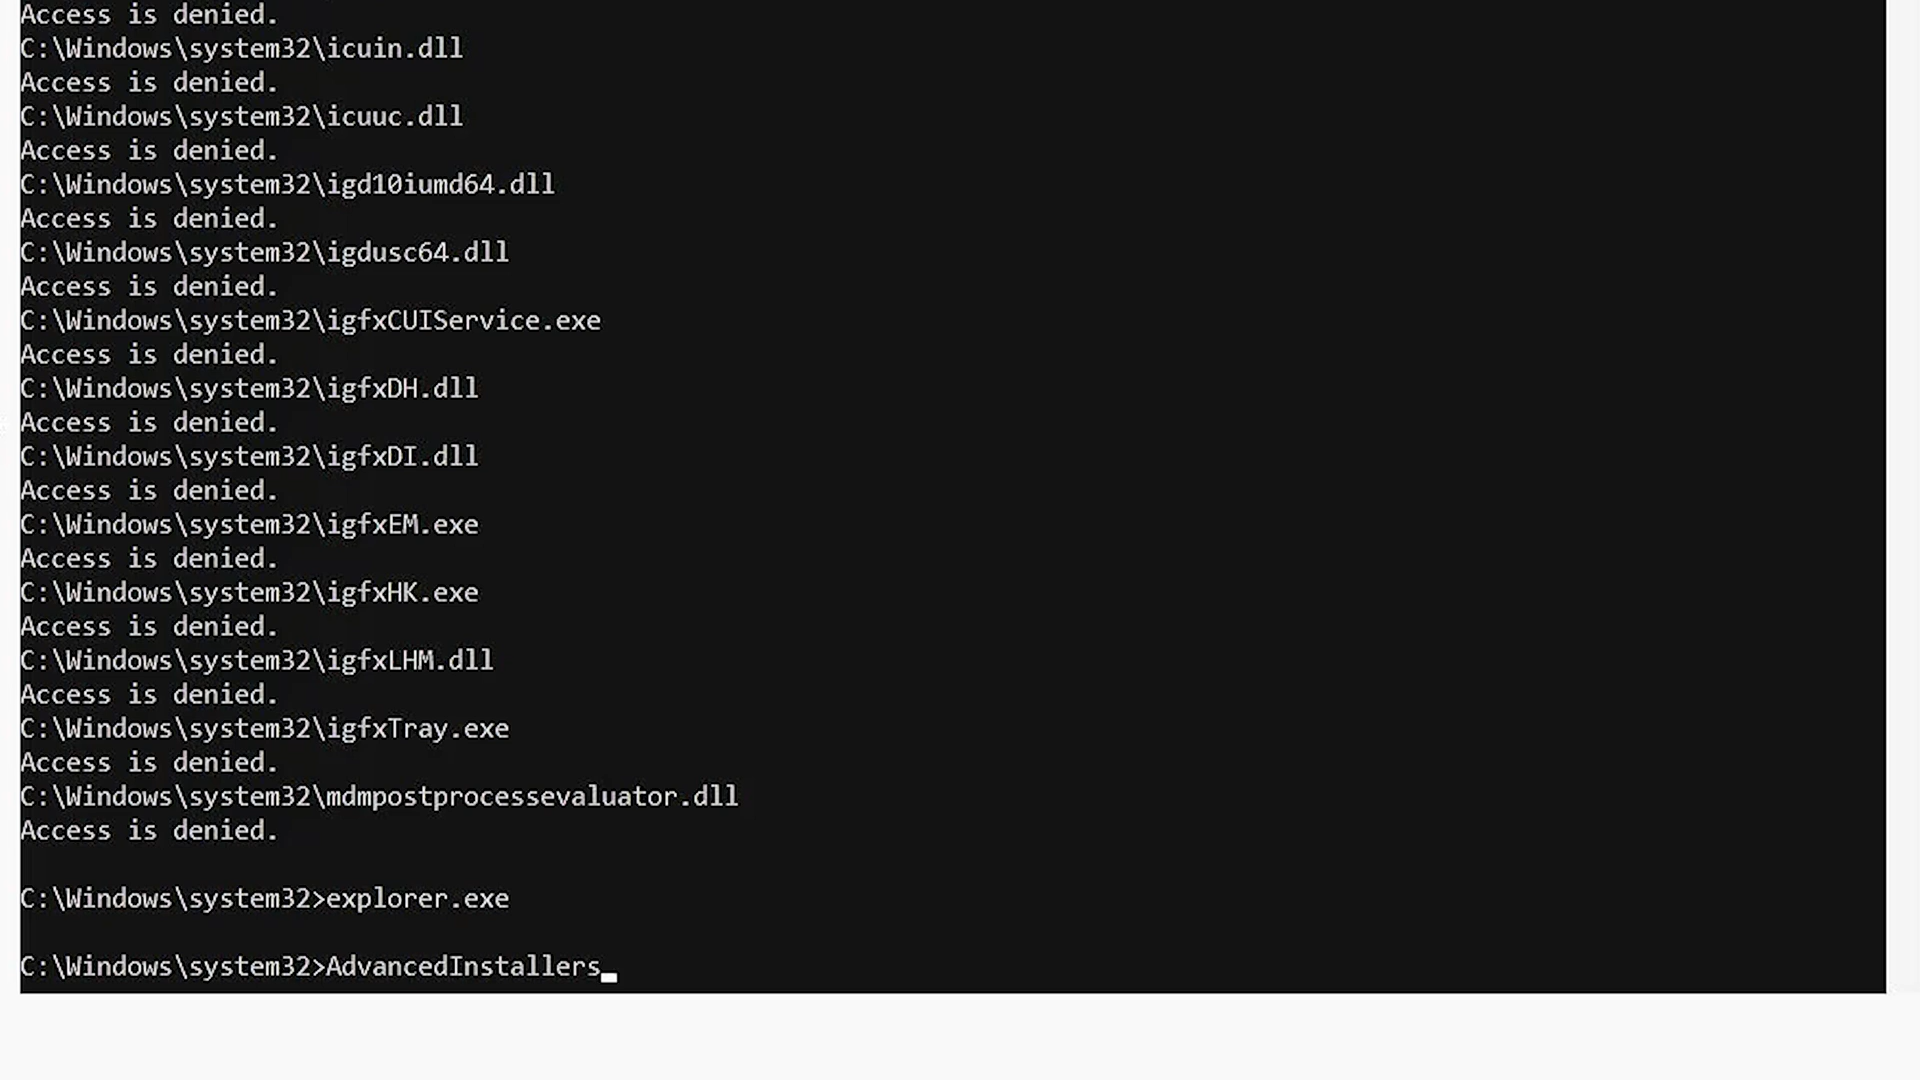 Access is denied.
C:\Windows\system32\icuin.dll
Access is denied.
C:\Windows\system32\icuuc.dll
Access is denied.
C:\Windows\system32\igd10iumd64.dll
Access is denied.
C:\Windows\system32\igdusc64.dll
Access is denied.
C:\Windows\system32\igfxCUIService.exe
Access is denied.
C:\Windows\system32\igfxDH.dll
Access is denied.
C:\Windows\system32\igfxDI.dll
Access is denied.
C:\Windows\system32\igfxEM.exe
Access is denied.
C:\Windows\system32\igfxHK.exe
Access is denied.
C:\Windows\system32\igfxLHM.dll
Access is denied.
C:\Windows\system32\igfxTray.exe
Access is denied.
C:\Windows\system32\mdmpostprocessevaluator.dll
Access is denied.
C:\Windows\system32>explorer.exe
C:\Windows\system32>AdvancedInstallers